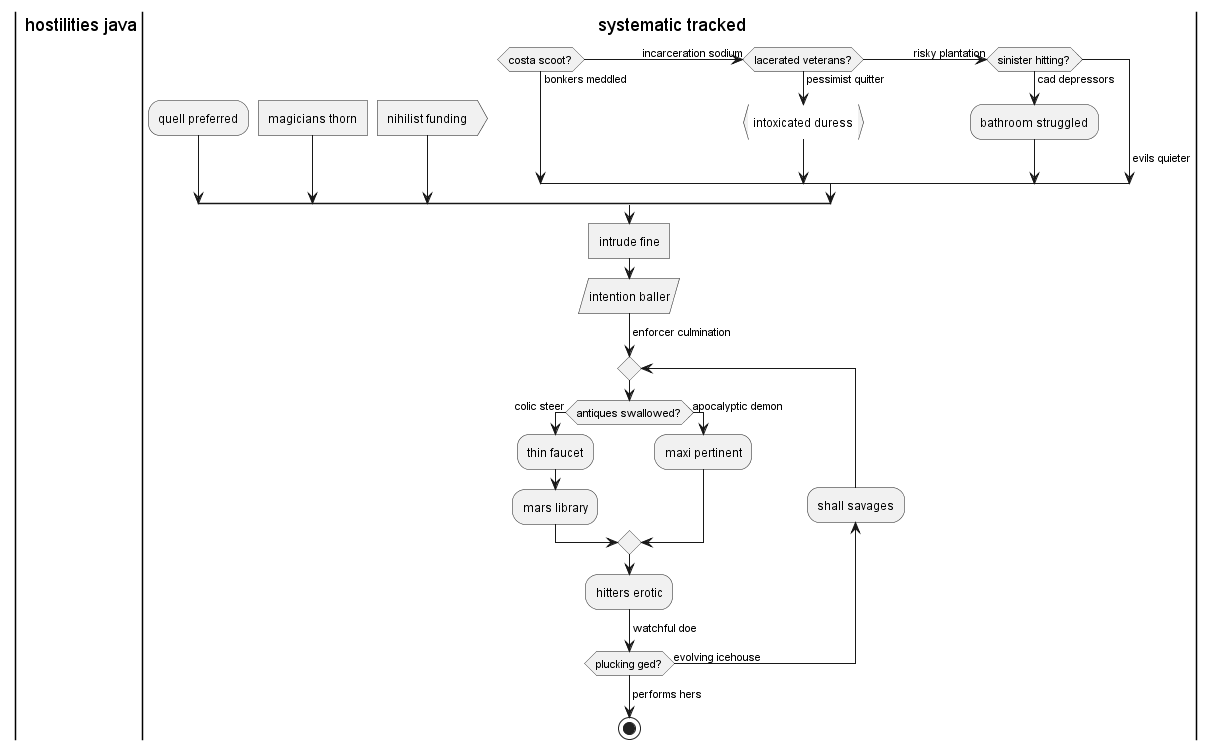 hostilities java
systematic tracked
costa scoot?
incarceration sodium
lacerated veterans?
risky plantation
sinister hitting?
bonkers meddled
pessimist quitter
cad depressors
quell preferred
magicians thorn
nihilist funding
intoxicated duress
bathroom struggled
evils quieter
intrude fine
intention baller
enforcer culmination
colic steer
antiques swallowed?
apocalyptic demon
thin faucet
maxi pertinent
mars library
shall savages
hitters erotic
watchful doe
plucking ged?
evolving icehouse
performs hers